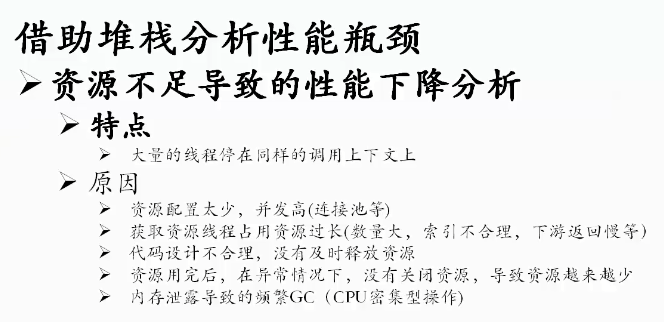 借助堆栈分析性能瓶颈
资源不足导致的性能下降分析
特点
大量的线程停在同样的调用上下文上
原因
资源配置太少，并发高(连接池等)
获取资源线程占用资源过长(数量大，索引不合理，下游返回慢等)
代码设计不合理，没有及时释放资源
资源用完后，在异常情况下，没有关闭资源，导致资源越来越少
内存泄露导致的频繁GC（CPU密集型操作)